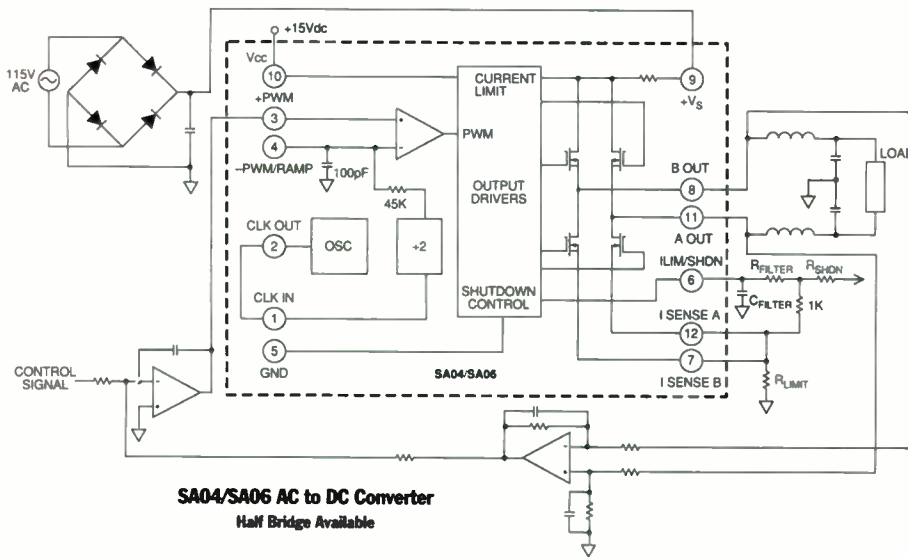 +15Vdc
VCC
10
115V
AC
+PWM
3
4
–PWM/RAMP
100pF
45K
CLK OUT
2
OSC
÷2
CLK IN
1
5
GND
CURRENT
LIMIT
PWM
OUTPUT
DRIVERS
SHUTDOWN
CONTROL
SA04/SA06
9
+VS
B OUT
8
11
A OUT
LOAD
ILIM/SHDN
6
RFILTER
RSHDN
CFILTER
1K
I SENSE A
12
7
I SENSE B
RLIMIT
CONTROL
SIGNAL
SA04/SA06 AC to DC Converter
Half Bridge Available